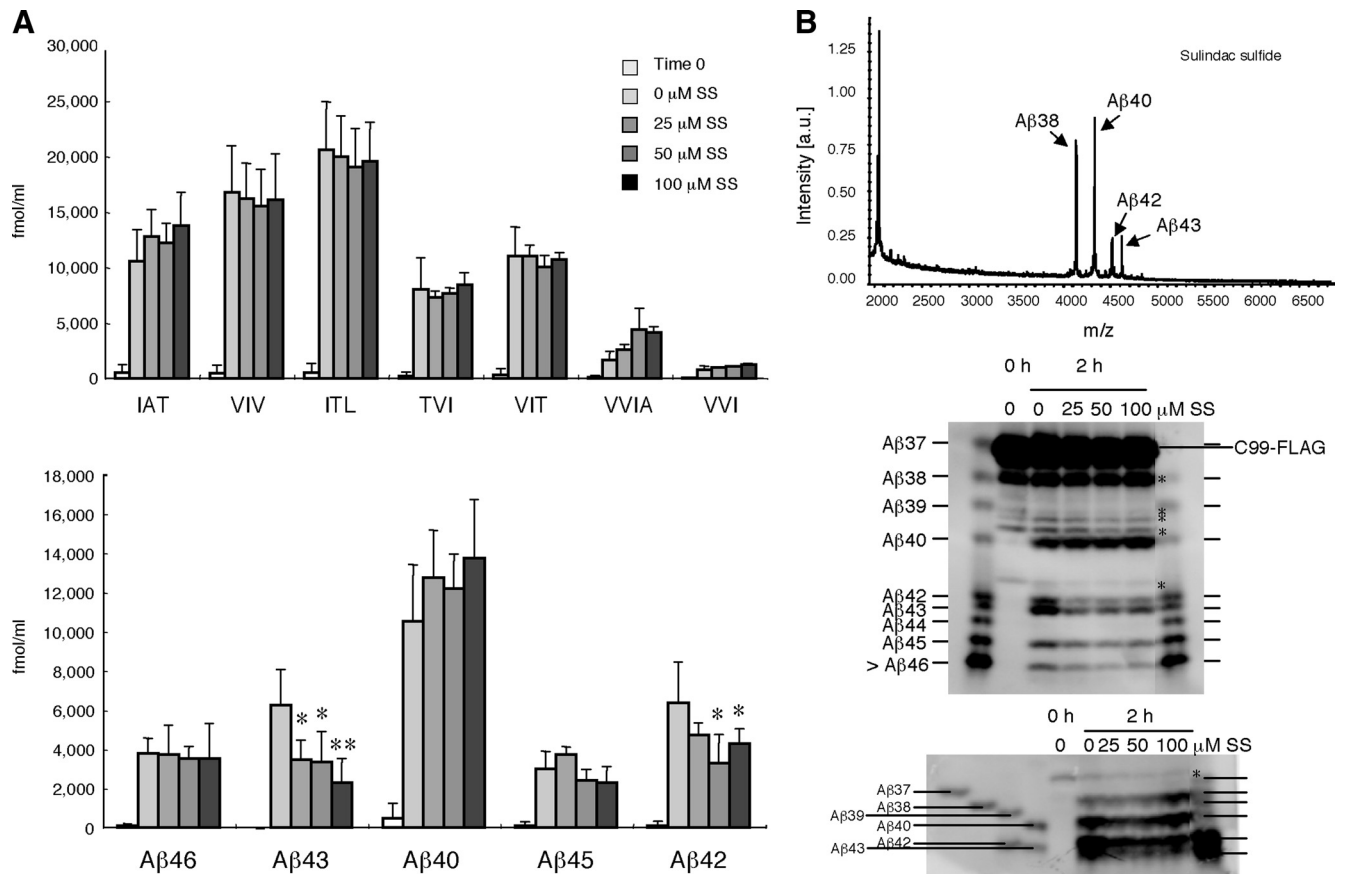 A
30,000
25,000
20,000
15,000
10,000
5,000
0
fmol/ml
Time 0
0 μM SS
25 μM SS
50 μM SS
100 μM SS
IAT VIV ITL TVI VIT VVIA VVI
18,000
16,000
14,000
12,000
10,000
8,000
6,000
4,000
2,000
0
fmol/ml
* * **
* *
Aβ46 Aβ43 Aβ40 Aβ45 Aβ42
B
1.25
1.00
0.75
0.50
0.25
0.00
Intensity [a.u.]
Sulindac sulfide
Aβ38
Aβ40
Aβ42
Aβ43
2000 2500 3000 3500 4000 4500 5000 5500 6000 6500
m/z
0 h 2 h
0 0 25 50 100 μM SS
Aβ37
C99-FLAG
Aβ38
*
Aβ39
*
*
*
Aβ40
*
Aβ42
Aβ43
Aβ44
Aβ45
> Aβ46
0 h 2 h
0 0 25 50 100 μM SS
*
Aβ37
Aβ38
Aβ39
Aβ40
Aβ42
Aβ43